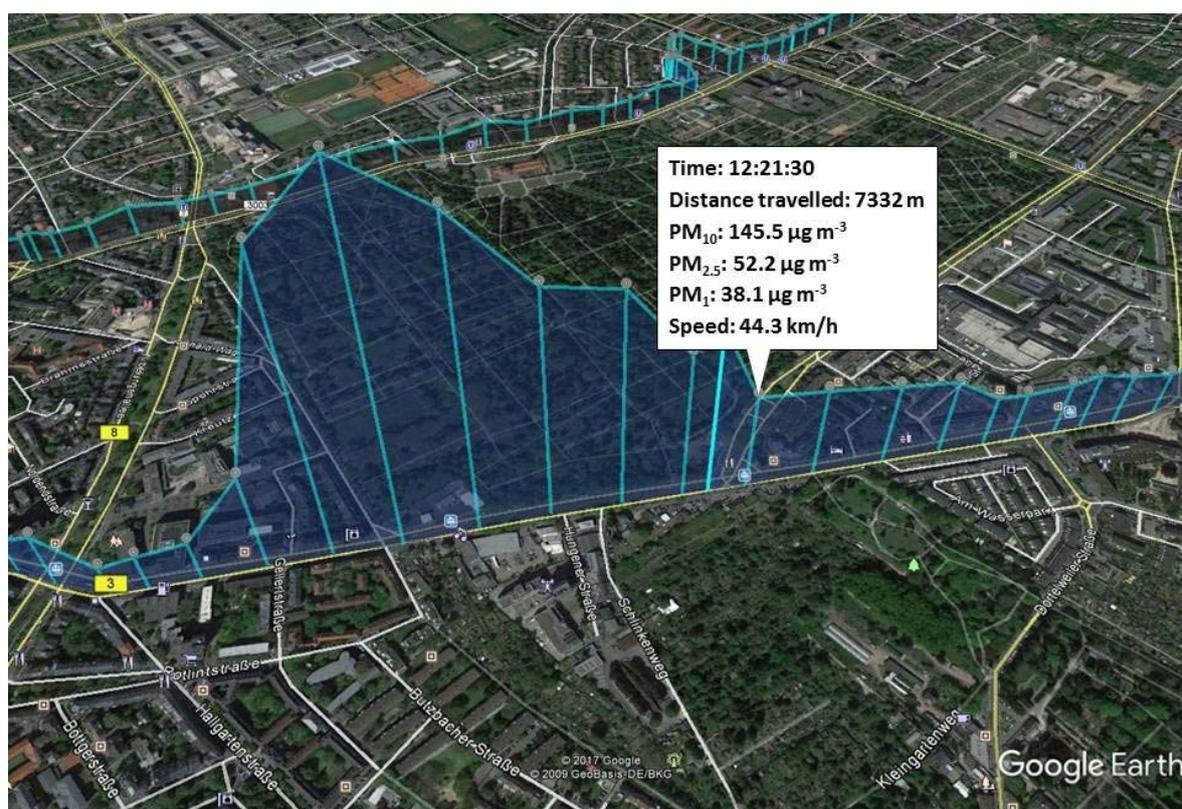 3003
Time: 12:21:30
Distance travelled: 7332 m
PM₁₀: 145.5 µg m⁻³
PM₂.₅: 52.2 µg m⁻³
PM₁: 38.1 µg m⁻³
Speed: 44.3 km/h
8
3
Am Wasserpark
Dortelweiler Straße
Gellertstraße
Hungener Straße
Schlinkenweg
Rotlintstraße
Hallgartenstraße
Butzbacher-Straße
Böttgerstraße
Kleingartenweg
© 2017 Google
© 2009 GeoBasis-DE/BKG
Google Earth